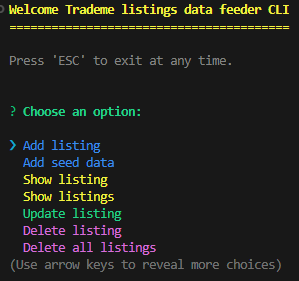 Welcome Trademe listings data feeder CLI
========================================
Press 'ESC' to exit at any time.
? Choose an option:
❯ Add listing
Add seed data
Show listing
Show listings
Update listing
Delete listing
Delete all listings
(Use arrow keys to reveal more choices)